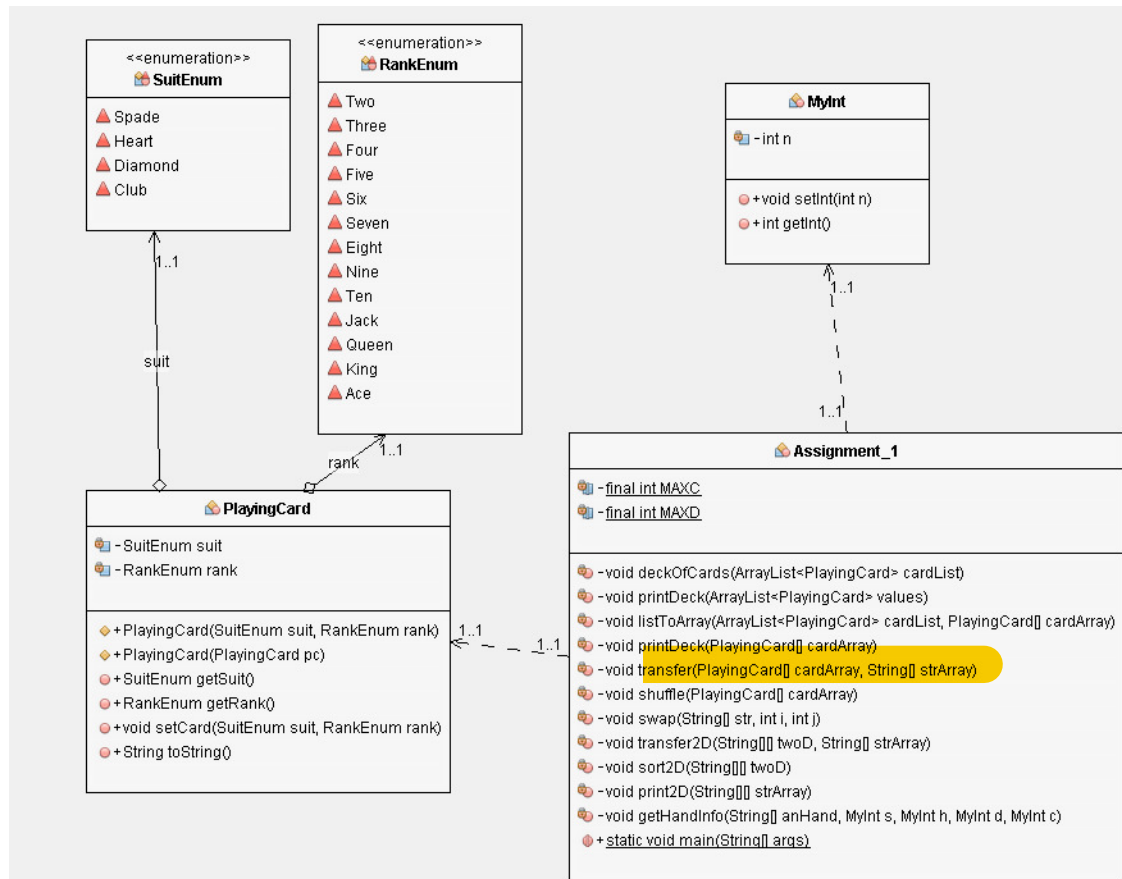 <<enumeration>>
SuitEnum
Spade
Heart
Diamond
Club
<<enumeration>>
RankEnum
Two
Three
Four
Five
Six
Seven
Eight
Nine
Ten
Jack
Queen
King
Ace
MyInt
-int n
+void setInt(int n)
+int getInt()
1..1
suit
1..1
rank
1..1
1..1
PlayingCard
-SuitEnum suit
-RankEnum rank
+PlayingCard(SuitEnum suit, RankEnum rank)
+PlayingCard(PlayingCard pc)
+SuitEnum getSuit()
+RankEnum getRank()
+void setCard(SuitEnum suit, RankEnum rank)
+String toString()
1..1
1..1
Assignment_1
-final int MAXC
-final int MAXD
-void deckOfCards(ArrayList<PlayingCard> cardList)
-void printDeck(ArrayList<PlayingCard> values)
-void listToArray(ArrayList<PlayingCard> cardList, PlayingCard[] cardArray)
-void printDeck(PlayingCard[] cardArray)
-void transfer(PlayingCard[] cardArray, String[] strArray)
-void shuffle(PlayingCard[] cardArray)
-void swap(String[] str, int i, int j)
-void transfer2D(String[][] twoD, String[] strArray)
-void sort2D(String[][] twoD)
-void print2D(String[][] strArray)
-void getHandInfo(String[] anHand, MyInt s, MyInt h, MyInt d, MyInt c)
+static void main(String[] args)